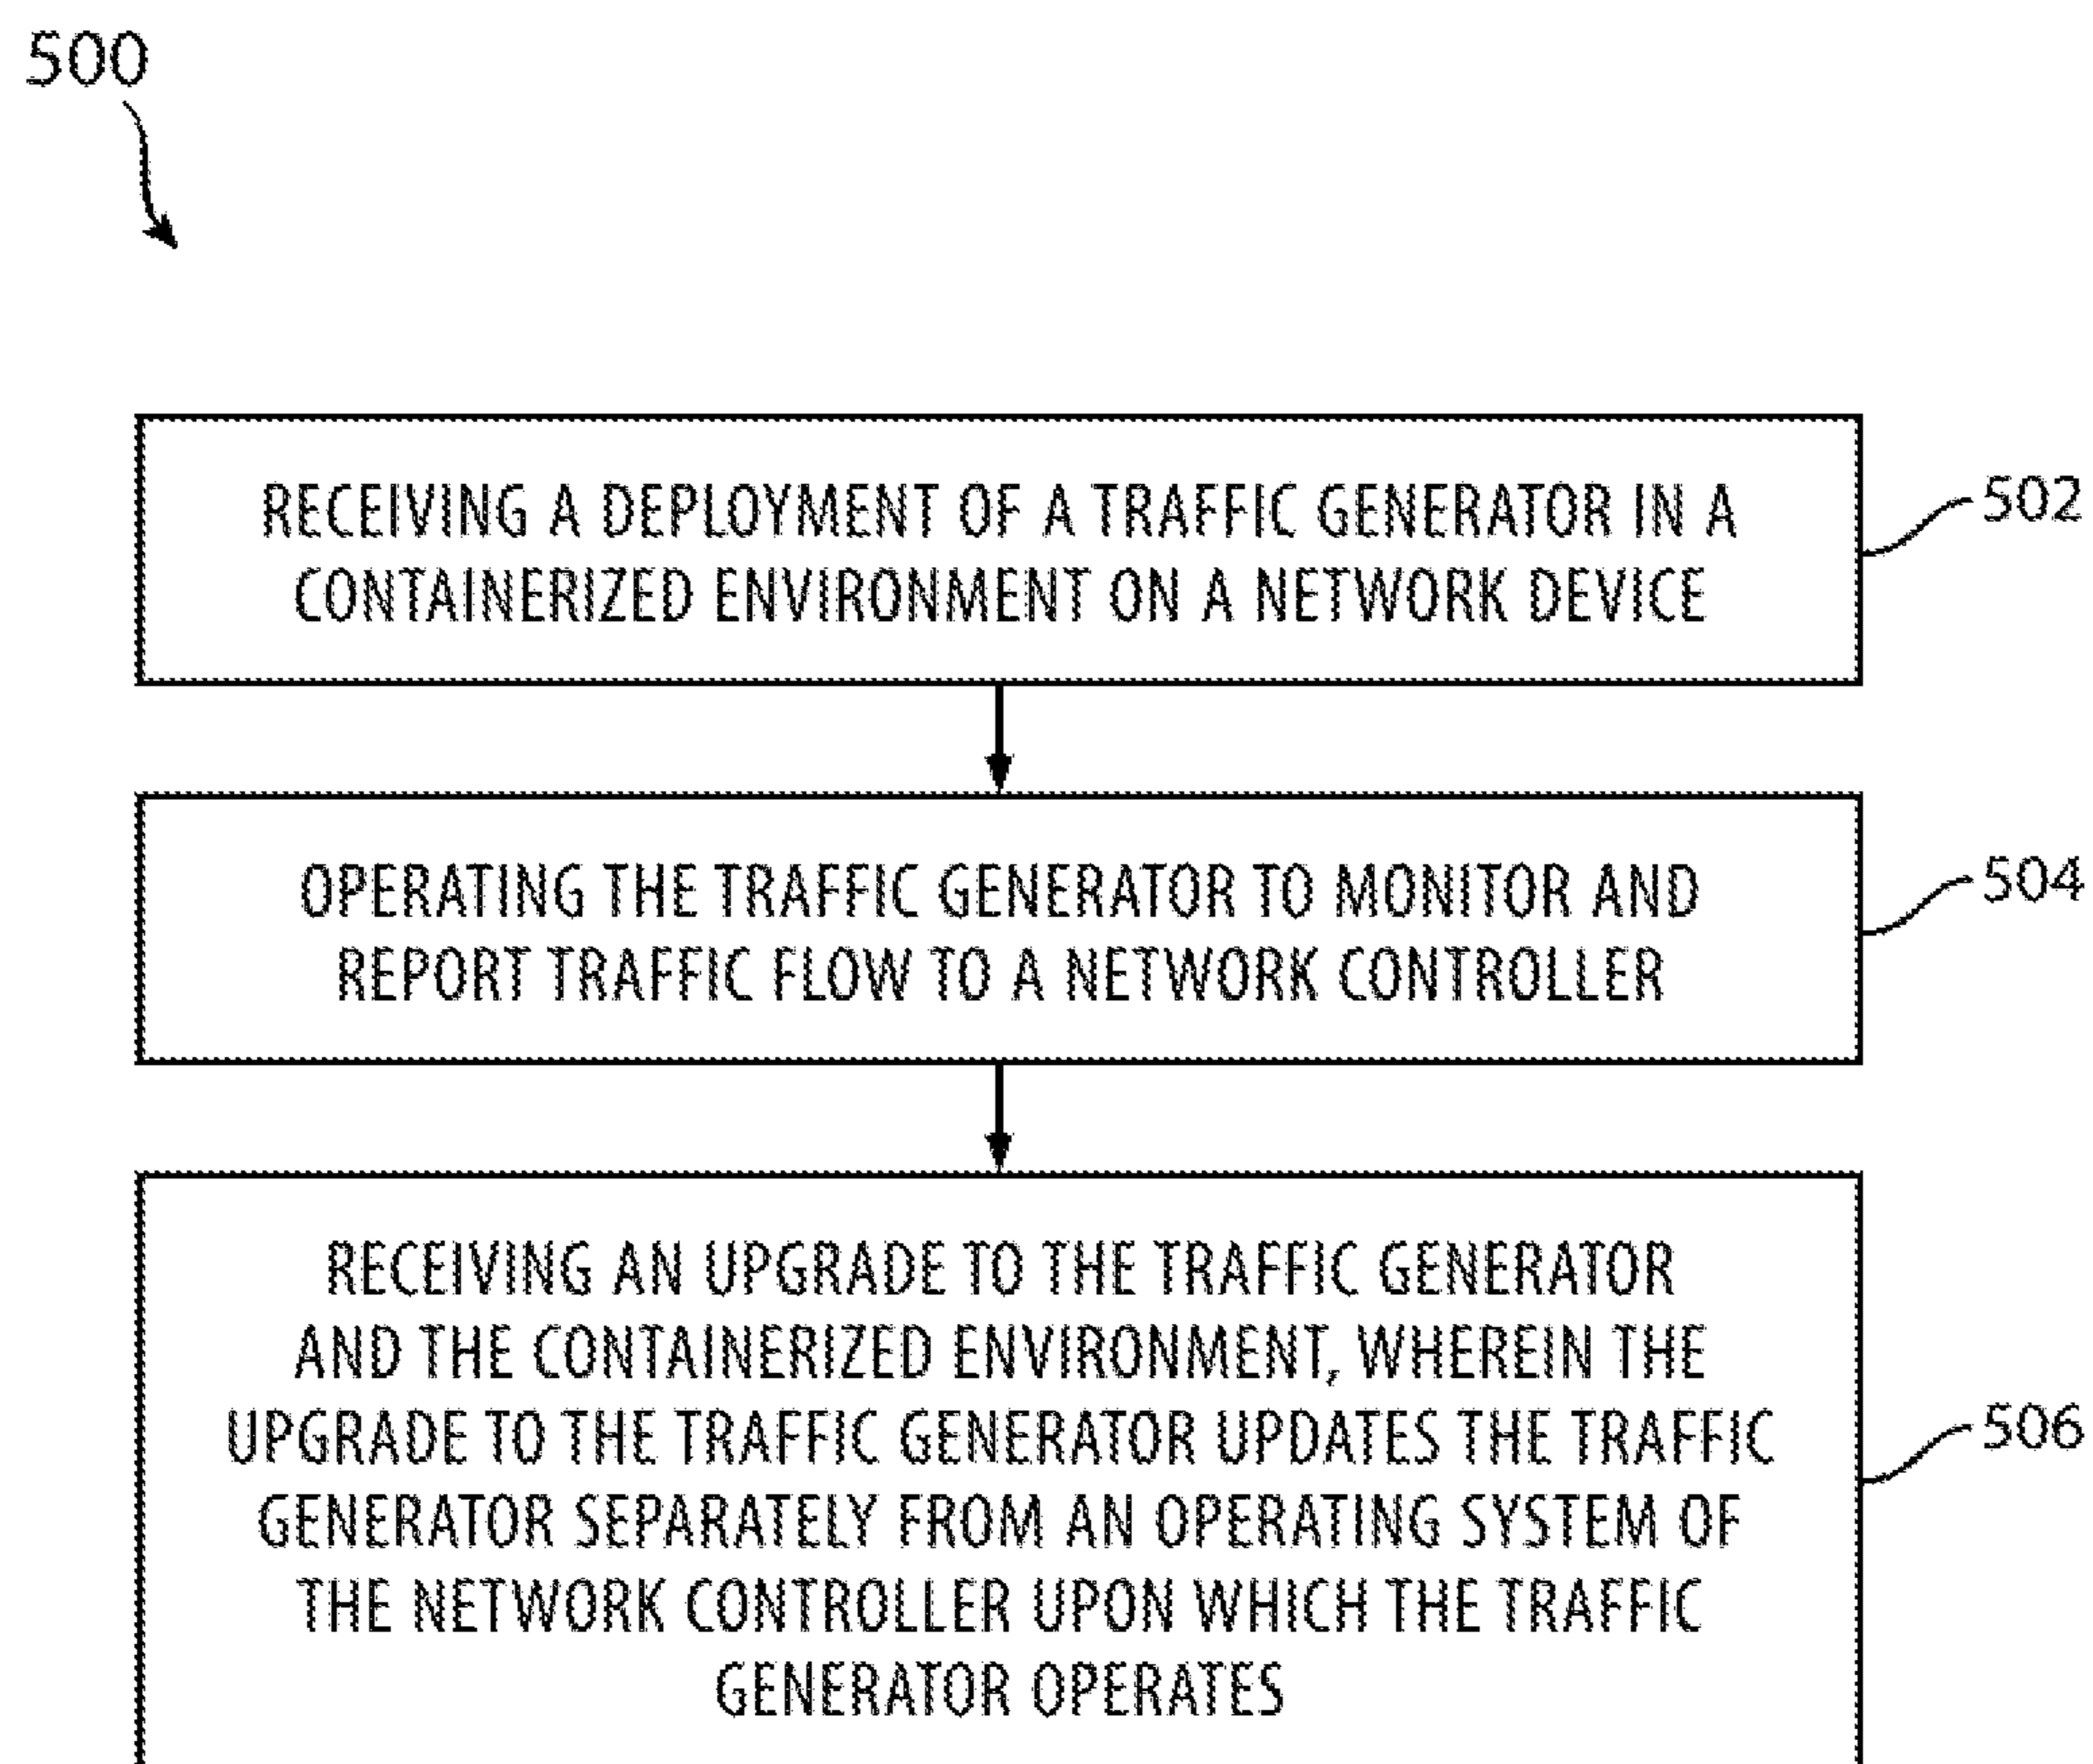 500
RECEIVING A DEPLOYMENT OF A TRAFFIC GENERATOR IN A
CONTAINERIZED ENVIRONMENT ON A NETWORK DEVICE
502
OPERATING THE TRAFFIC GENERATOR TO MONITOR AND
REPORT TRAFFIC FLOW TO A NETWORK CONTROLLER
504
RECEIVING AN UPGRADE TO THE TRAFFIC GENERATOR
AND THE CONTAINERIZED ENVIRONMENT, WHEREIN THE
UPGRADE TO THE TRAFFIC GENERATOR UPDATES THE TRAFFIC
GENERATOR SEPARATELY FROM AN OPERATING SYSTEM OF
THE NETWORK CONTROLLER UPON WHICH THE TRAFFIC
GENERATOR OPERATES
506